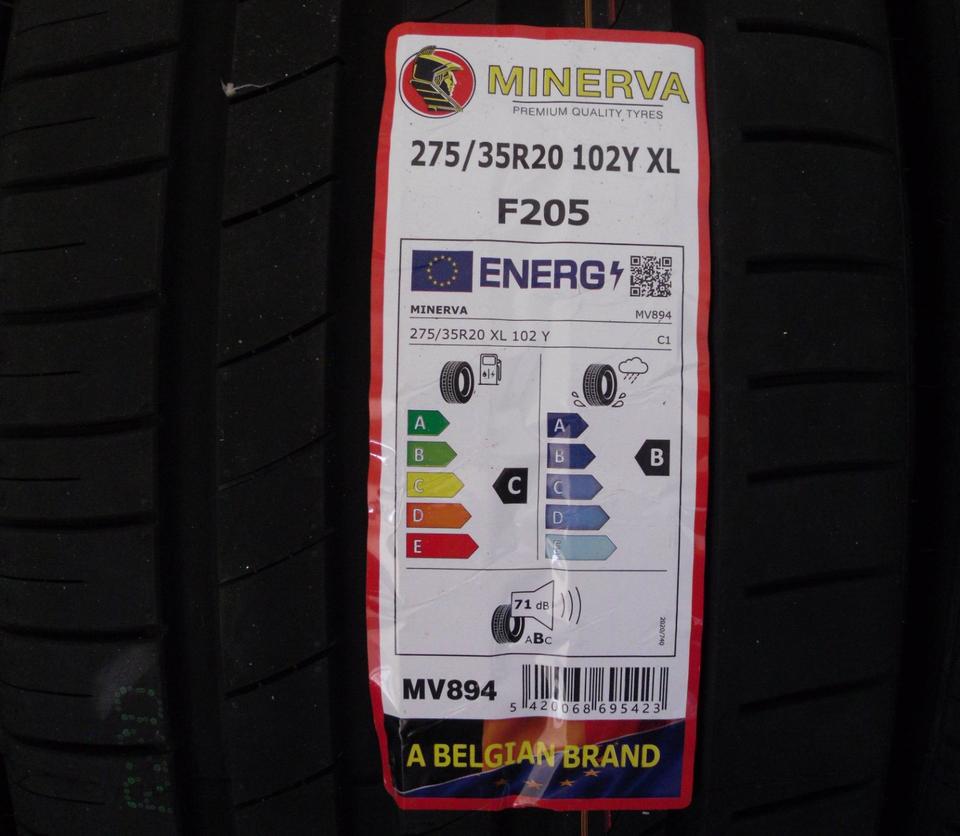 MINERVA
PREMIUM QUALITY TYRES
275/35R20 102Y XL
F205
ENERG
MINERVA MV894
275/35R20 XL 102 Y C1
A
B
C
D
E
C
A
B
C
D
E
B
71 dB
ABC
2020/740
MV894
5 420068 695423
A BELGIAN BRAND